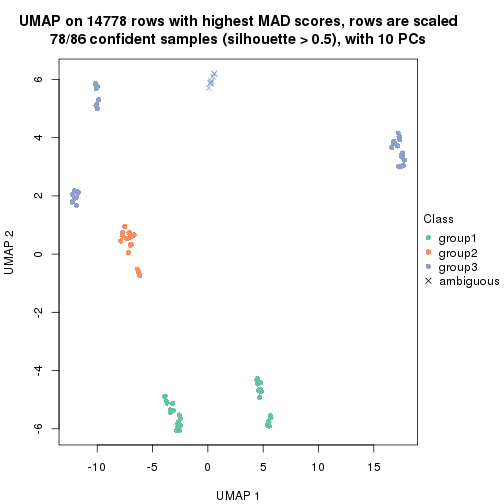 UMAP on 14778 rows with highest MAD scores, rows are scaled
78/86 confident samples (silhouette > 0.5), with 10 PCs
6
4
2
0
-2
-4
-6
UMAP 2
-10
-5
0
5
10
15
UMAP 1
Class
group1
group2
group3
ambiguous